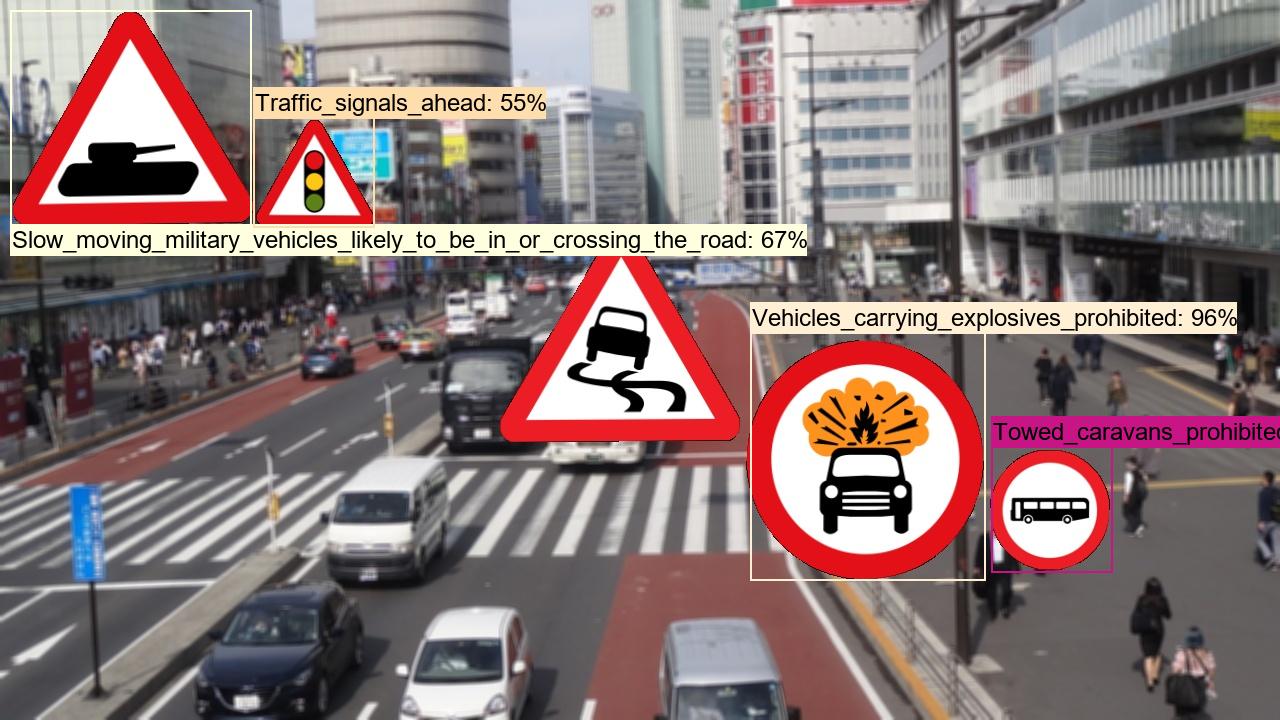 Traffic_signals_ahead: 55%
Slow_moving_military_vehicles_likely_to_be_in_or_crossing_the_road: 67%
Vehicles_carrying_explosives_prohibited: 96%
Towed_caravans_prohibited